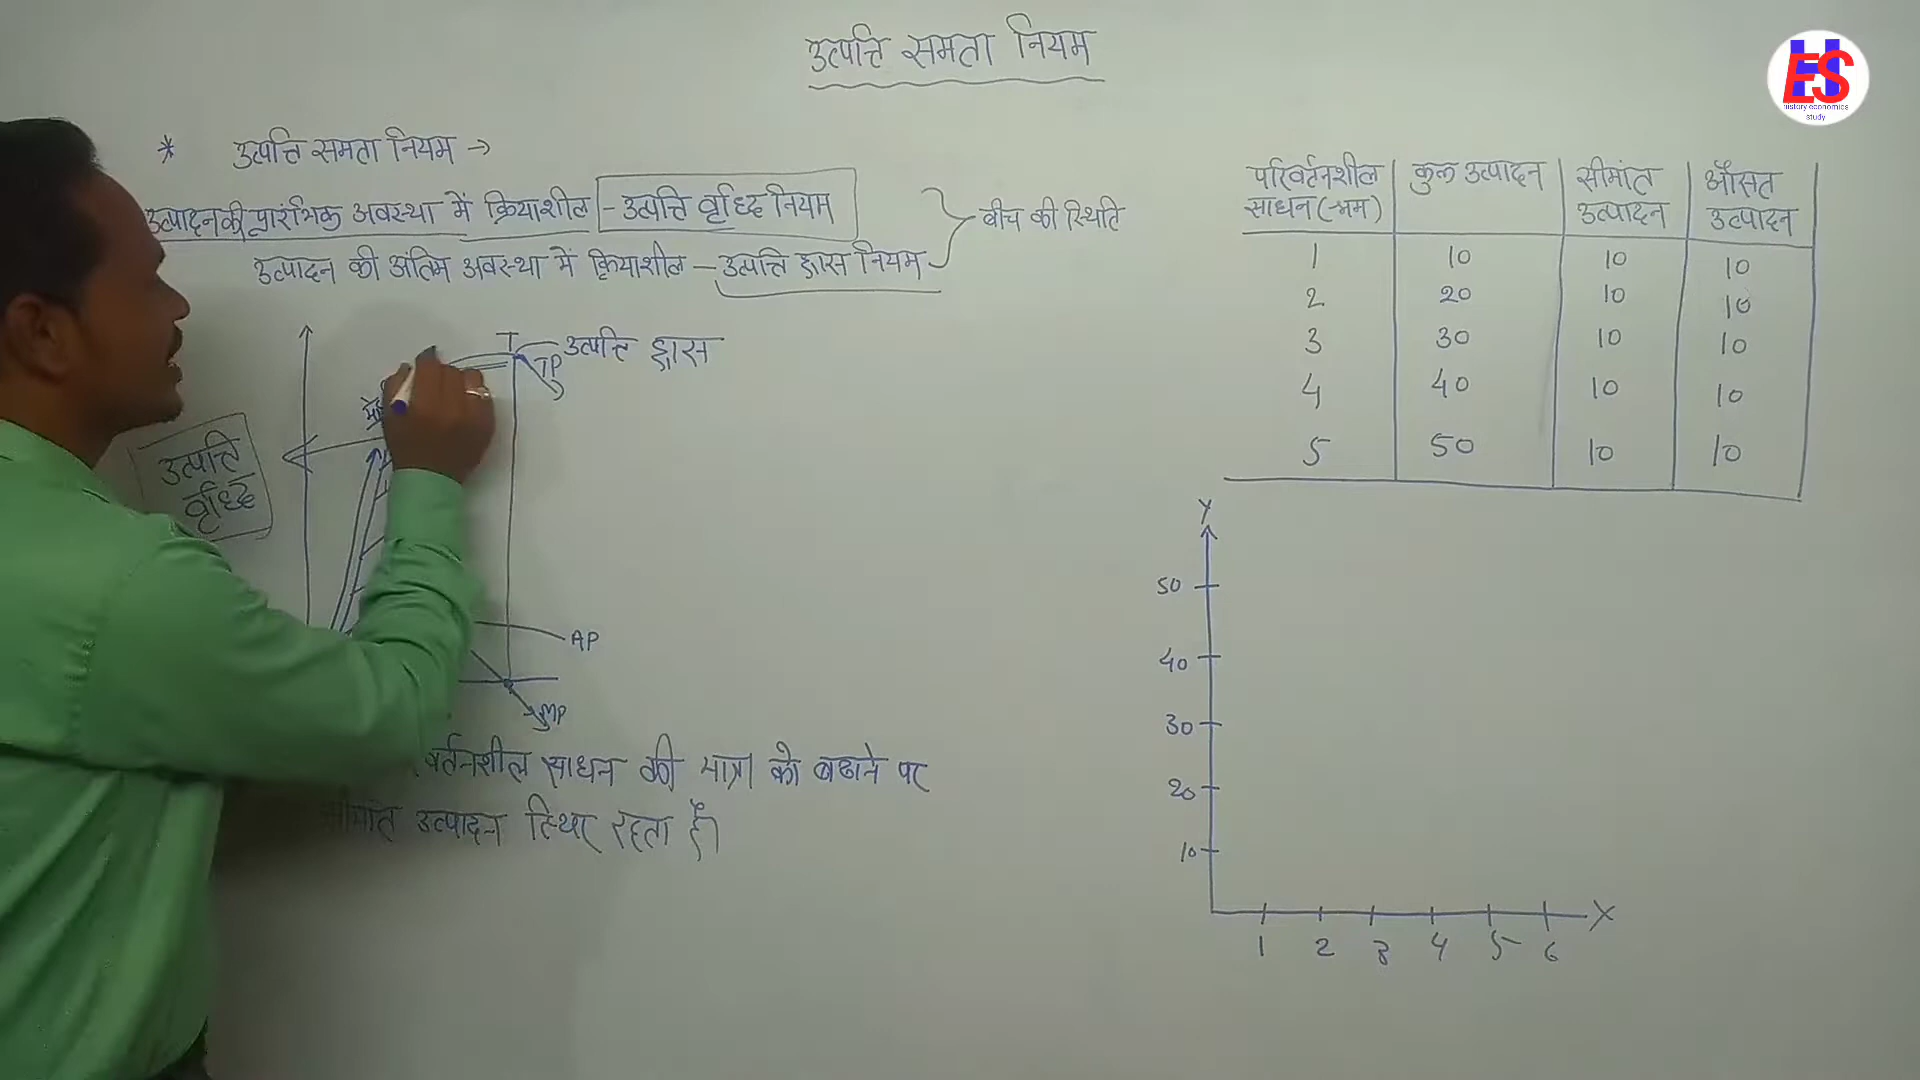 उत्पत्ति समता नियम
HES
history economics
study
* उत्पत्ति समता नियम →
उत्पादन की प्रारंभिक अवस्था में क्रियाशील - उत्पत्ति वृध्दि नियम
उत्पादन की अंतिम अवस्था में क्रियाशील - उत्पत्ति ह्रास नियम
बीच की स्थिति
T
TP
उत्पत्ति ह्रास
उत्पत्ति
वृध्दि
AP
MP
साधन की मात्रा को बढाने पर
उत्पादन स्थिर रहता है।
परिवर्तनशील साधन (श्रम) | कुल उत्पादन | सीमांत उत्पादन | औसत उत्पादन
1 10 10 10
2 20 10 10
3 30 10 10
4 40 10 10
5 50 10 10
Y
50
40
30
20
10
1 2 3 4 5 6 X